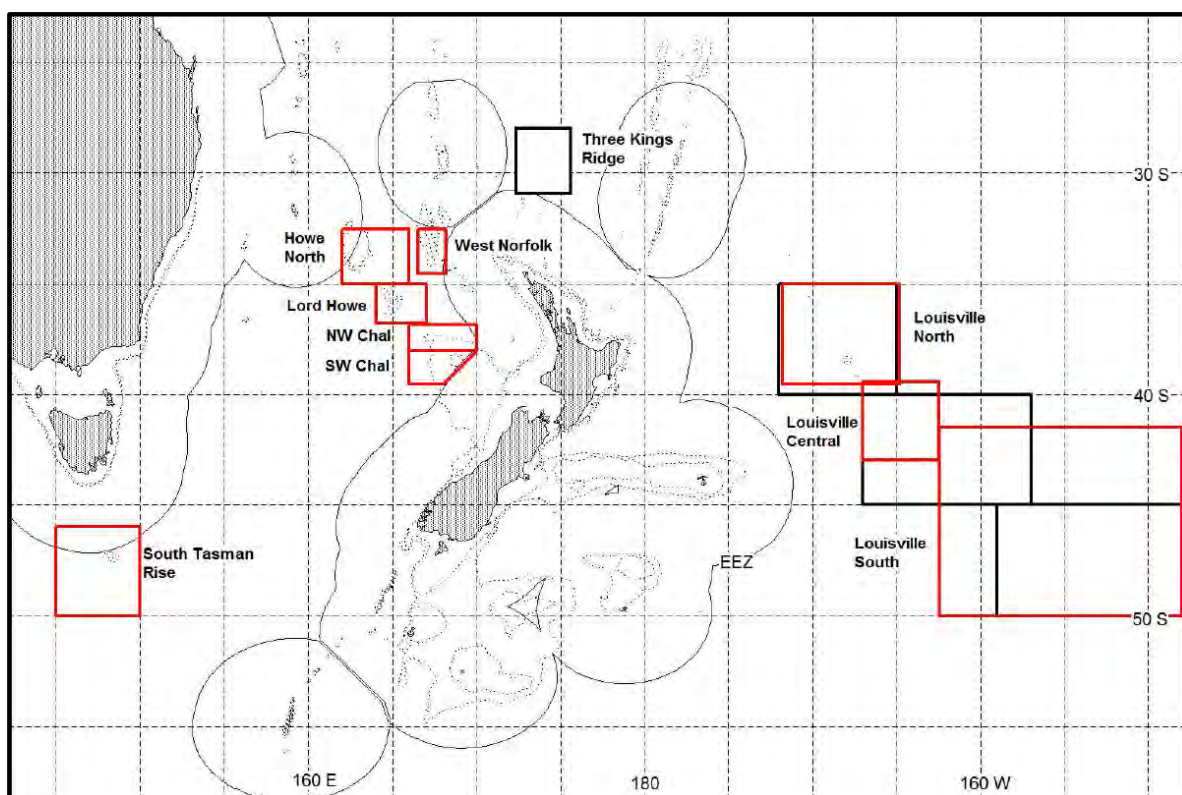 Three Kings
Ridge
30 S
Howe
North
West Norfolk
Lord Howe
NW Chal
SW Chal
Louisville
North
40 S
Louisville
Central
South Tasman
Rise
Louisville
South
EEZ
50 S
160 E
180
160 W